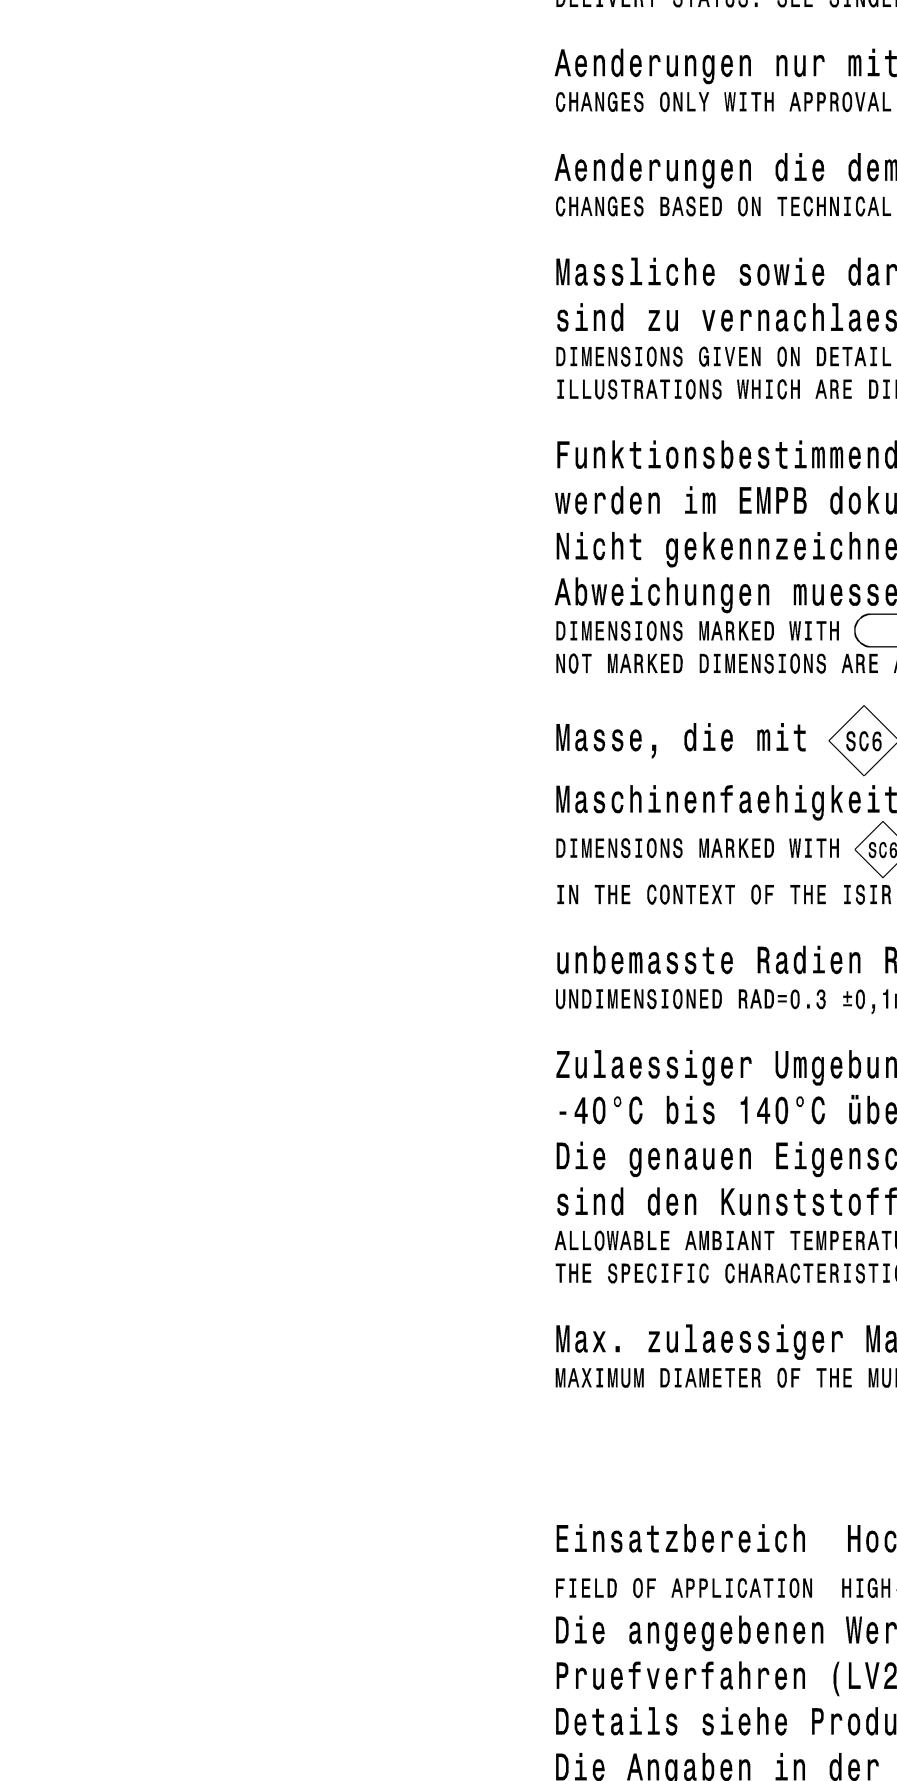 DELIVERY STATUS: SEE
Aenderungen nur mit
CHANGES ONLY WITH APPROVAL
Aenderungen die dem
CHANGES BASED ON TECHNICAL
Massliche sowie dar
sind zu vernachlaes
DIMENSIONS GIVEN ON DETAIL
ILLUSTRATIONS WHICH ARE
Funktionsbestimmend
werden im EMPB doku
Nicht gekennzeichne
Abweichungen muesse
DIMENSIONS MARKED WITH
NOT MARKED DIMENSIONS ARE
Masse, die mit SC6
Maschinenfaehigkeit
DIMENSIONS MARKED WITH SC6
IN THE CONTEXT OF THE ISIR
unbemasste Radien R
UNDIMENSIONED RAD=0.3 ±0,1
Zulaessiger Umgebun
-40°C bis 140°C übe
Die genauen Eigensc
sind den Kunststoff
ALLOWABLE AMBIANT TEMPERATU
THE SPECIFIC CHARACTERISTIC
Max. zulaessiger Ma
MAXIMUM DIAMETER OF THE MU
Einsatzbereich Hoc
FIELD OF APPLICATION HIGH-
Die angegebenen Wer
Pruefverfahren (LV2
Details siehe Produ
Die Angaben in der